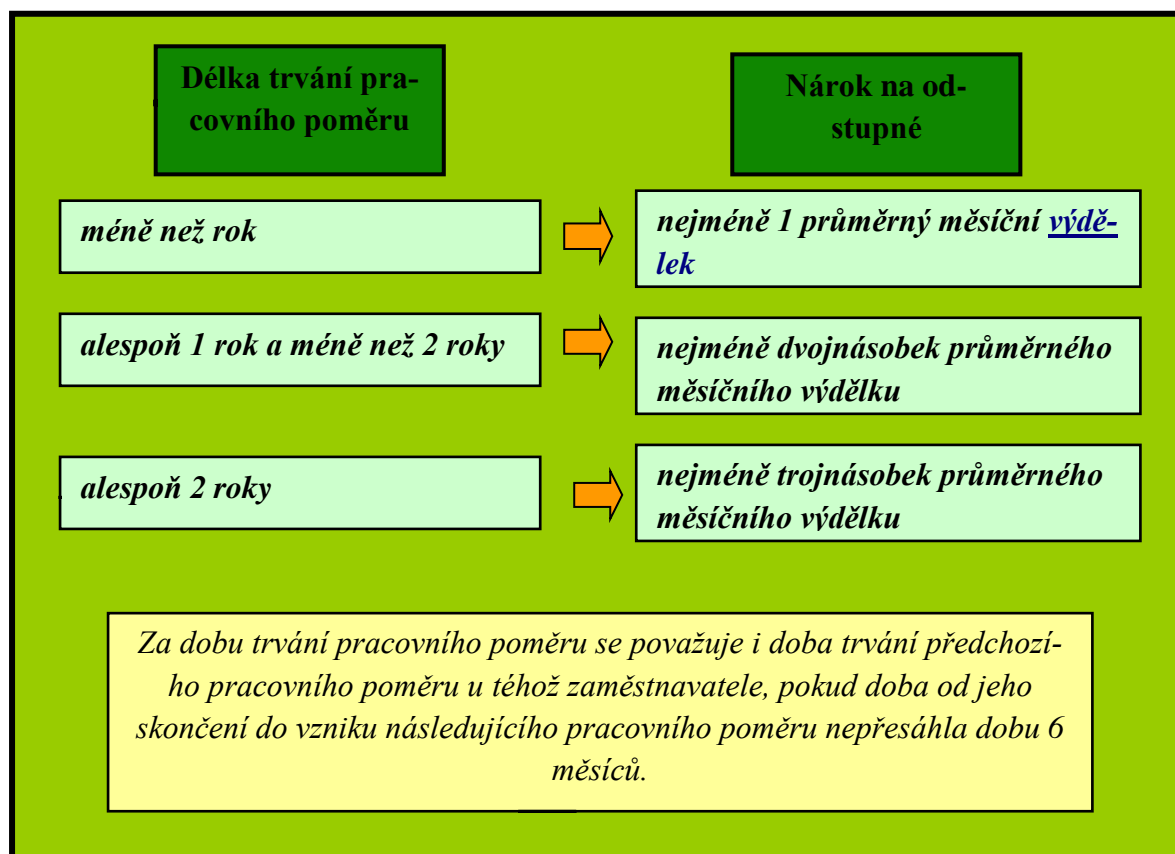 Délka trvání pra-
covního poměru
Nárok na od-
stupné
méně než rok
nejméně 1 průměrný měsíční výdě-
lek
alespoň 1 rok a méně než 2 roky
nejméně dvojnásobek průměrného
měsíčního výdělku
alespoň 2 roky
nejméně trojnásobek průměrného
měsíčního výdělku
Za dobu trvání pracovního poměru se považuje i doba trvání předchozí-
ho pracovního poměru u téhož zaměstnavatele, pokud doba od jeho
skončení do vzniku následujícího pracovního poměru nepřesáhla dobu 6
měsíců.